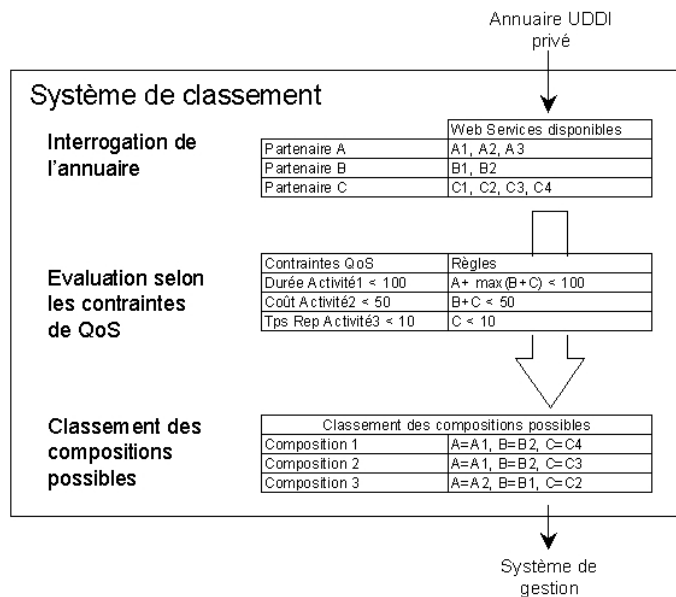 Annuaire UDDI
privé
Système de classement
Interrogation de
l'annuaire
Web Services disponibles
Partenaire A A1, A2, A3
Partenaire B B1, B2
Partenaire C C1, C2, C3, C4
Evaluation selon
les contraintes
de QoS
Contraintes QoS Règles
Durée Activité1 < 100 A+ max(B+C) < 100
Coût Activité2 < 50 B+C < 50
Tps Rep Activité3 < 10 C < 10
Classement des
compositions
possibles
Classement des compositions possibles
Composition 1 A=A1, B=B2, C=C4
Composition 2 A=A1, B=B2, C=C3
Composition 3 A=A2, B=B1, C=C2
Système de
gestion